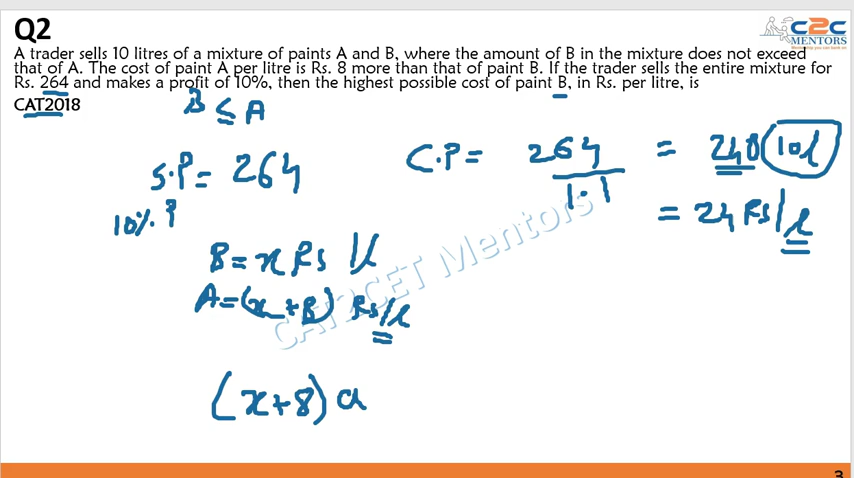 Q2
c2c
MENTORS
A trader sells 10 litres of a mixture of paints A and B, where the amount of B in the mixture does not exceed
that of A. The cost of paint A per litre is Rs. 8 more than that of paint B. If the trader sells the entire mixture for
Rs. 264 and makes a profit of 10%, then the highest possible cost of paint B, in Rs. per litre, is
CAT2018
B ≤ A
S.P = 264
10% P
C.P = 264 / 1.1 = 240 (10l)
= 24 Rs/l
B = x Rs /l
A = (x+8) Rs/l
(x+8) a
CAT2CET Mentors
3